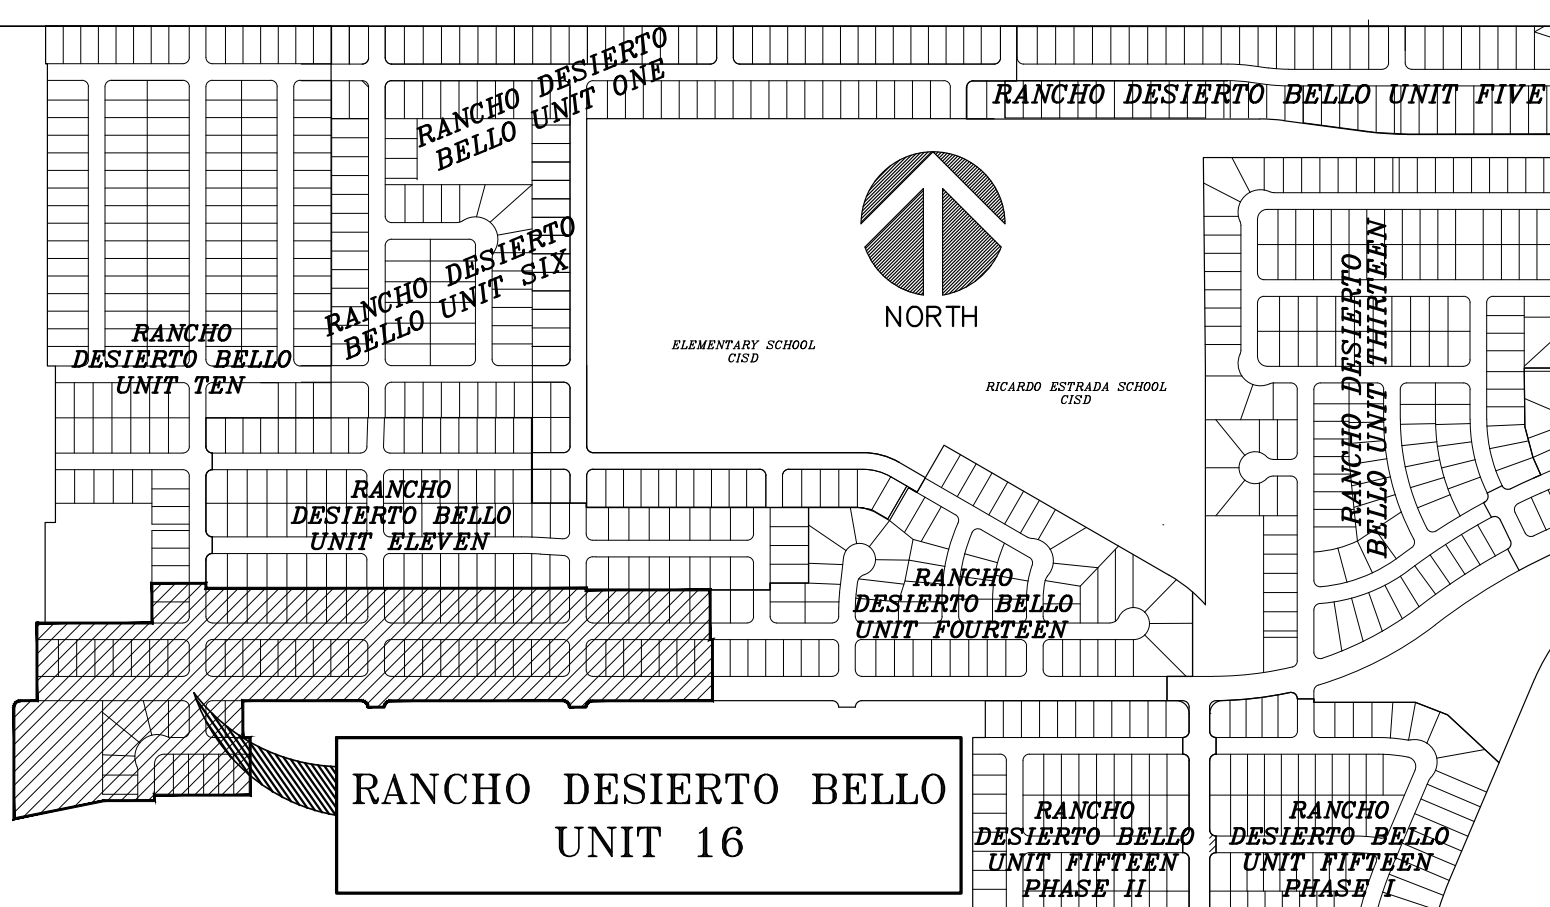 RANCHO DESIERTO
BELLO UNIT ONE
RANCHO DESIERTO BELLO UNIT FIVE
RANCHO DESIERTO
BELLO UNIT SIX
NORTH
RANCHO
DESIERTO BELLO
UNIT TEN
ELEMENTARY SCHOOL
CISD
RICARDO ESTRADA SCHOOL
CISD
RANCHO DESIERTO
BELLO UNIT THIRTEEN
RANCHO
DESIERTO BELLO
UNIT ELEVEN
RANCHO
DESIERTO BELLO
UNIT FOURTEEN
RANCHO DESIERTO BELLO
UNIT 16
RANCHO
DESIERTO BELLO
UNIT FIFTEEN
PHASE II
RANCHO
DESIERTO BELLO
UNIT FIFTEEN
PHASE I